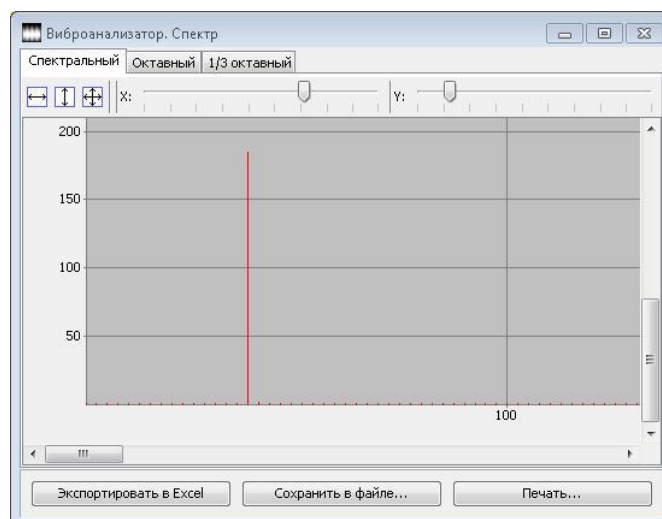 Виброанализатор. Спектр
Спектральный Октавный 1/3 октавный
X: Y:
200
150
100
50
100
Экспортировать в Excel Сохранить в файле... Печать...